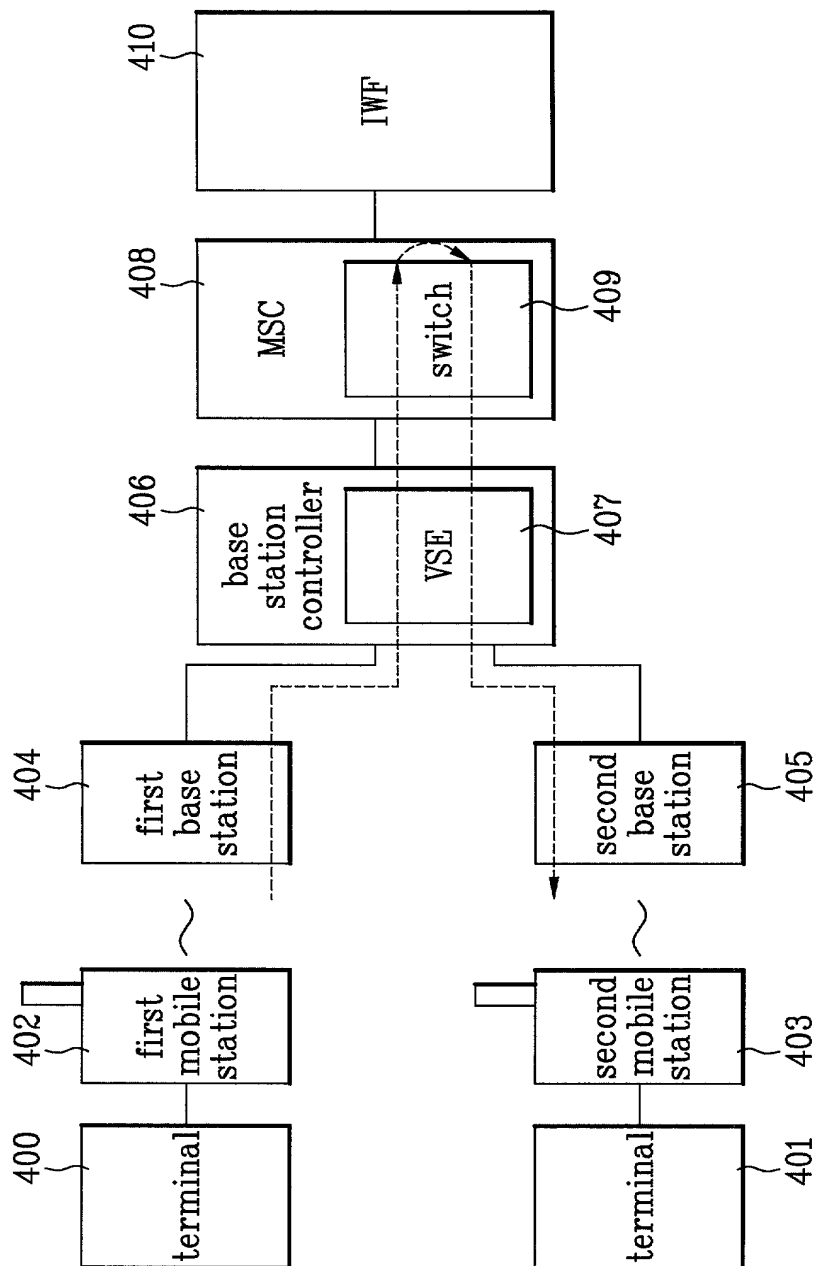 410
IWF
408
MSC
switch
409
406
base
station
controller
VSE
407
404
first
base
station
second
base
station
405
402
first
mobile
station
second
mobile
station
403
400
terminal
terminal
401